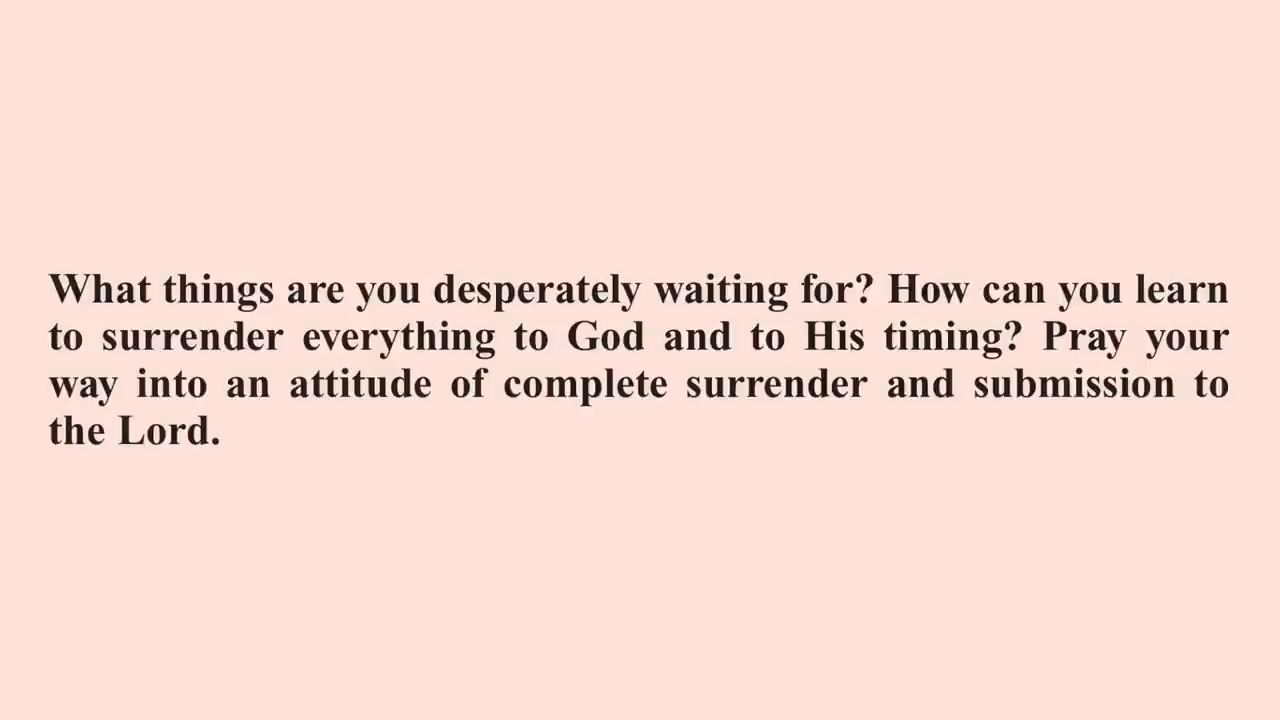 What things are you desperately waiting for? How can you learn
to surrender everything to God and to His timing? Pray your
way into an attitude of complete surrender and submission to
the Lord.